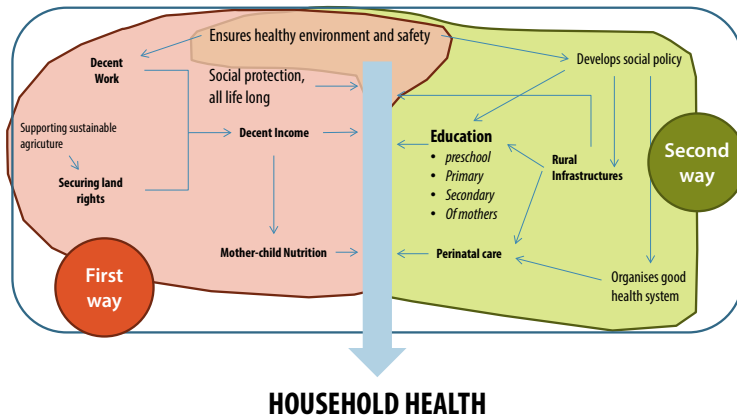 Ensures healthy environment and safety
Decent
Work
Develops social policy
Social protection,
all life long
Supporting sustainable
agricuture
Decent Income
Education
• preschool
• Primary
• Secondary
• Of mothers
Rural
Infrastructures
Second
way
Securing land
rights
Mother-child Nutrition
Perinatal care
First
way
Organises good
health system
HOUSEHOLD HEALTH